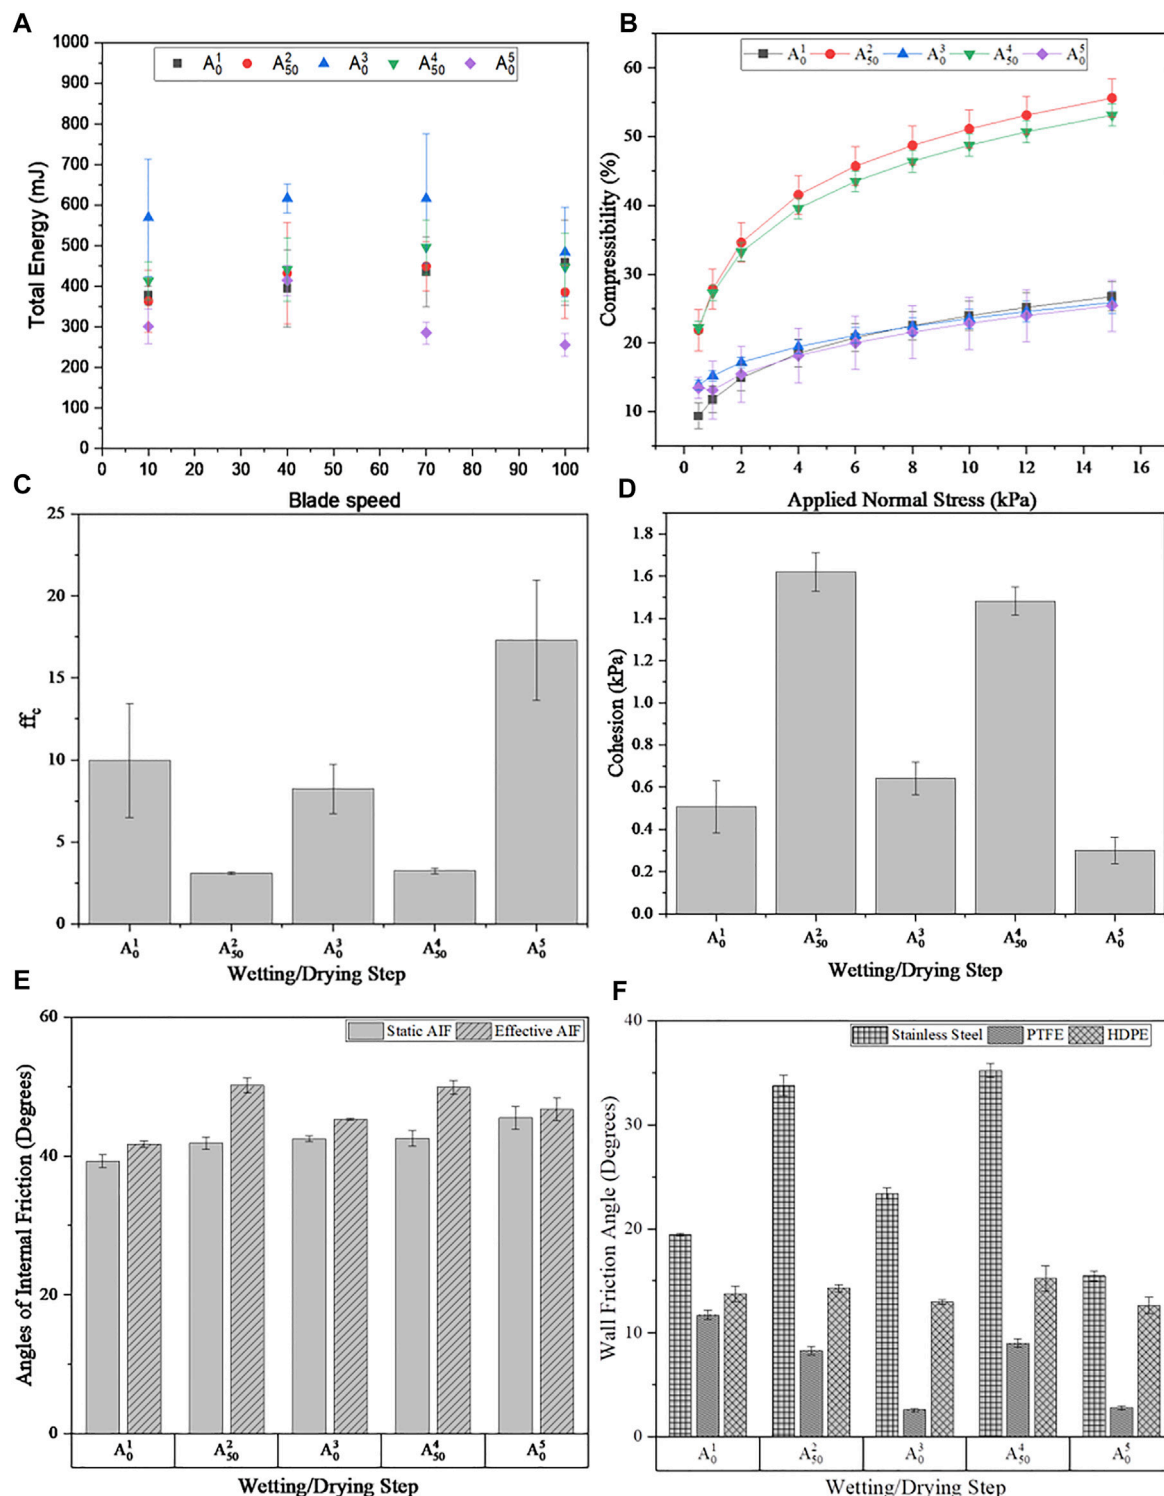 A
1000
900
800
700
600
500
400
300
200
100
0
Total Energy (mJ)
A¹₀ A²₅₀ A³₀ A⁴₅₀ A⁵₀
0 10 20 30 40 50 60 70 80 90 100
Blade speed
B
60
50
40
30
20
10
Compressibility (%)
A¹₀ A²₅₀ A³₀ A⁴₅₀ A⁵₀
0 2 4 6 8 10 12 14 16
Applied Normal Stress (kPa)
C
25
20
15
10
5
0
ff_c
A¹₀ A²₅₀ A³₀ A⁴₅₀ A⁵₀
Wetting/Drying Step
D
1.8
1.6
1.4
1.2
1.0
0.8
0.6
0.4
0.2
0.0
Cohesion (kPa)
A¹₀ A²₅₀ A³₀ A⁴₅₀ A⁵₀
Wetting/Drying Step
E
60
40
20
0
Angles of Internal Friction (Degrees)
Static AIF Effective AIF
A¹₀ A²₅₀ A³₀ A⁴₅₀ A⁵₀
Wetting/Drying Step
F
40
30
20
10
0
Wall Friction Angle (Degrees)
Stainless Steel PTFE HDPE
A¹₀ A²₅₀ A³₀ A⁴₅₀ A⁵₀
Wetting/Drying Step